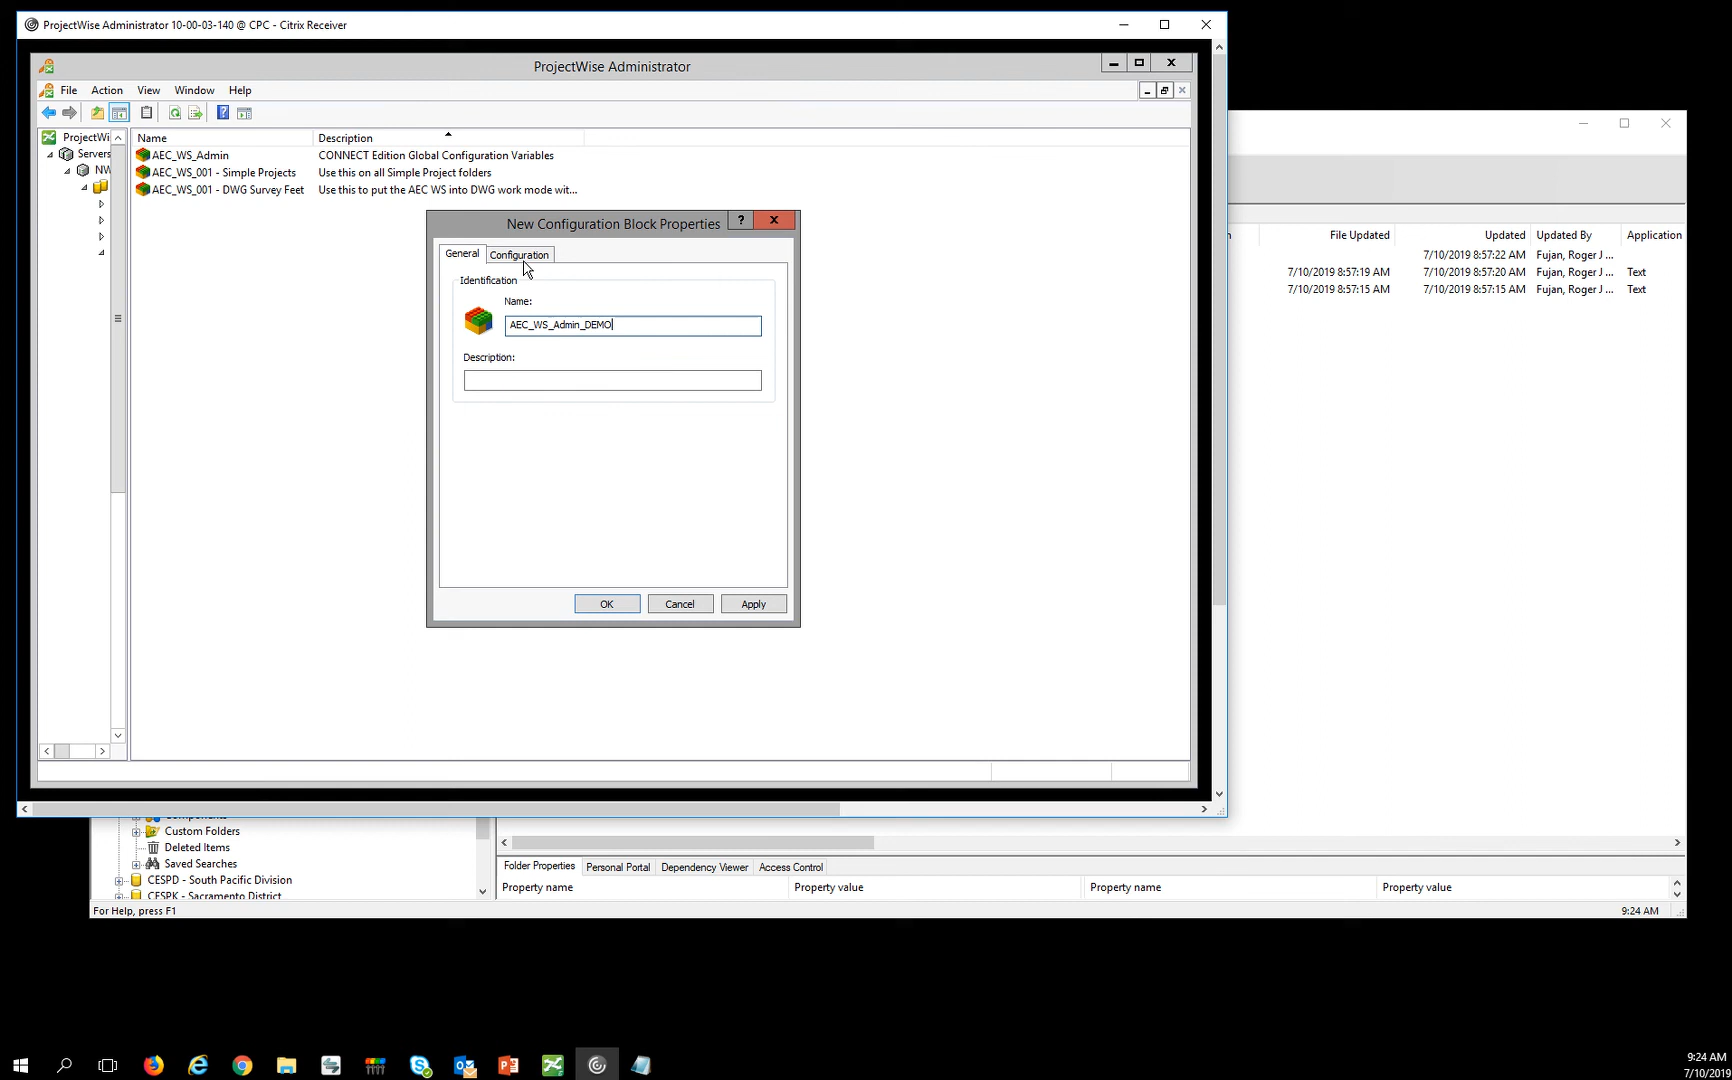 ProjectWise Administrator 10-00-03-140 @ CPC - Citrix Receiver
ProjectWise Administrator
File Action View Window Help
ProjectWi
Servers
NW
Name Description
AEC_WS_Admin CONNECT Edition Global Configuration Variables
AEC_WS_001 - Simple Projects Use this on all Simple Project folders
AEC_WS_001 - DWG Survey Feet Use this to put the AEC WS into DWG work mode wit...
New Configuration Block Properties
General Configuration
Identification
Name:
AEC_WS_Admin_DEMO
Description:
OK Cancel Apply
File Updated Updated Updated By Application
7/10/2019 8:57:22 AM Fujan, Roger J ...
7/10/2019 8:57:19 AM 7/10/2019 8:57:20 AM Fujan, Roger J ... Text
7/10/2019 8:57:15 AM 7/10/2019 8:57:15 AM Fujan, Roger J ... Text
Components
Custom Folders
Deleted Items
Saved Searches
CESPD - South Pacific Division
CESPK - Sacramento District
Folder Properties Personal Portal Dependency Viewer Access Control
Property name Property value Property name Property value
For Help, press F1 9:24 AM
9:24 AM
7/10/2019